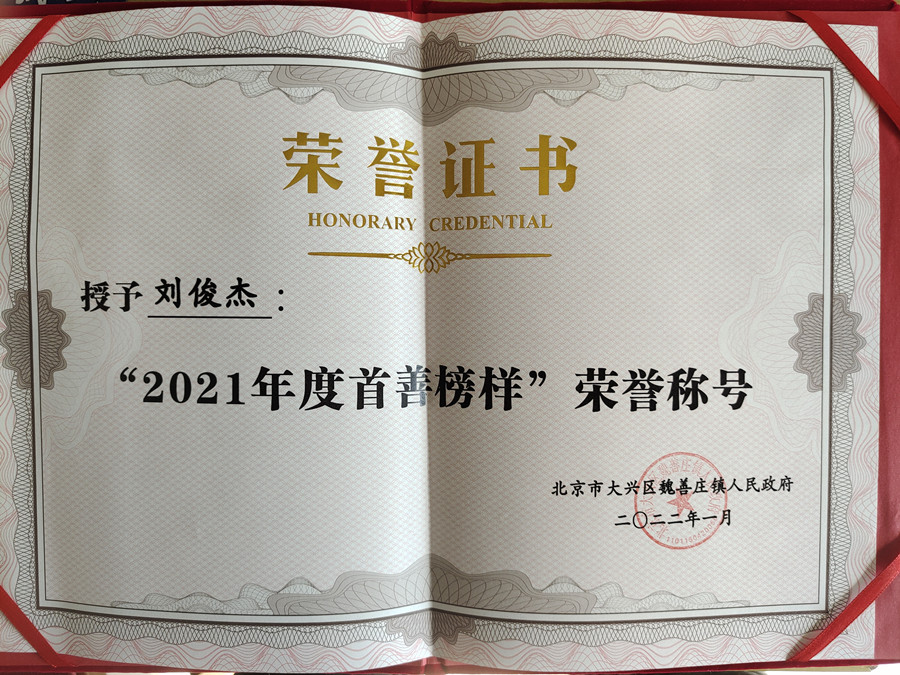 荣誉证书
HONORARY CREDENTIAL
授予 刘俊杰：
“2021年度首善榜样”荣誉称号
北京市大兴区魏善庄镇人民政府
二〇二二年一月